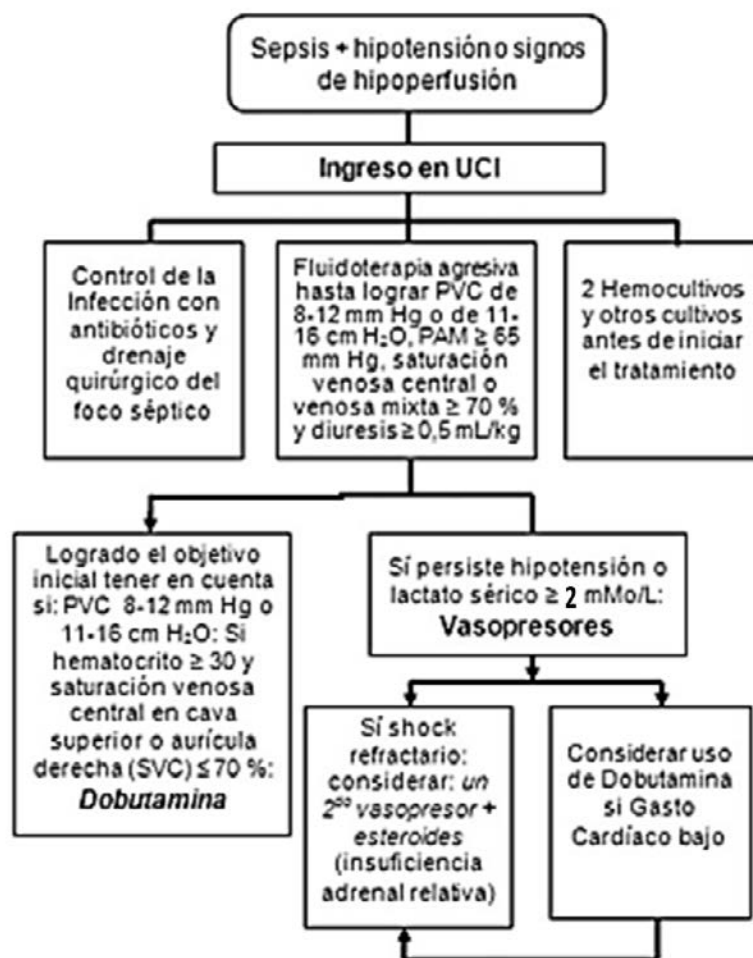 Sepsis + hipotensión o signos
de hipoperfusión
Ingreso en UCI
Control de la
Infección con
antibióticos y
drenaje
quirúrgico del
foco séptico
Fluidoterapia agresiva
hasta lograr PVC de
8-12 mm Hg o de 11-
16 cm H₂O, PAM ≥ 65
mm Hg, saturación
venosa central o
venosa mixta ≥ 70 %
y diuresis ≥ 0,5 mL/kg
2 Hemocultivos
y otros cultivos
antes de iniciar
el tratamiento
Logrado el objetivo
inicial tener en cuenta
si: PVC 8-12 mm Hg o
11-16 cm H₂O: Si
hematocrito ≥ 30 y
saturación venosa
central en cava
superior o aurícula
derecha (SVC) ≤ 70 %:
Dobutamina
Sí persiste hipotensión o
lactato sérico ≥ 2 mMo/L:
Vasopresores
Sí shock
refractario:
considerar: un
2do vasopresor +
esteroides
(insuficiencia
adrenal relativa)
Considerar uso
de Dobutamina
si Gasto
Cardíaco bajo